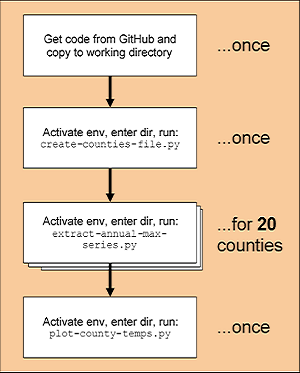 Get code from GitHub and
copy to working directory
...once
Activate env, enter dir, run:
create-counties-file.py
...once
Activate env, enter dir, run:
extract-annual-max-
series.py
...for 20
counties
Activate env, enter dir, run:
plot-county-temps.py
...once